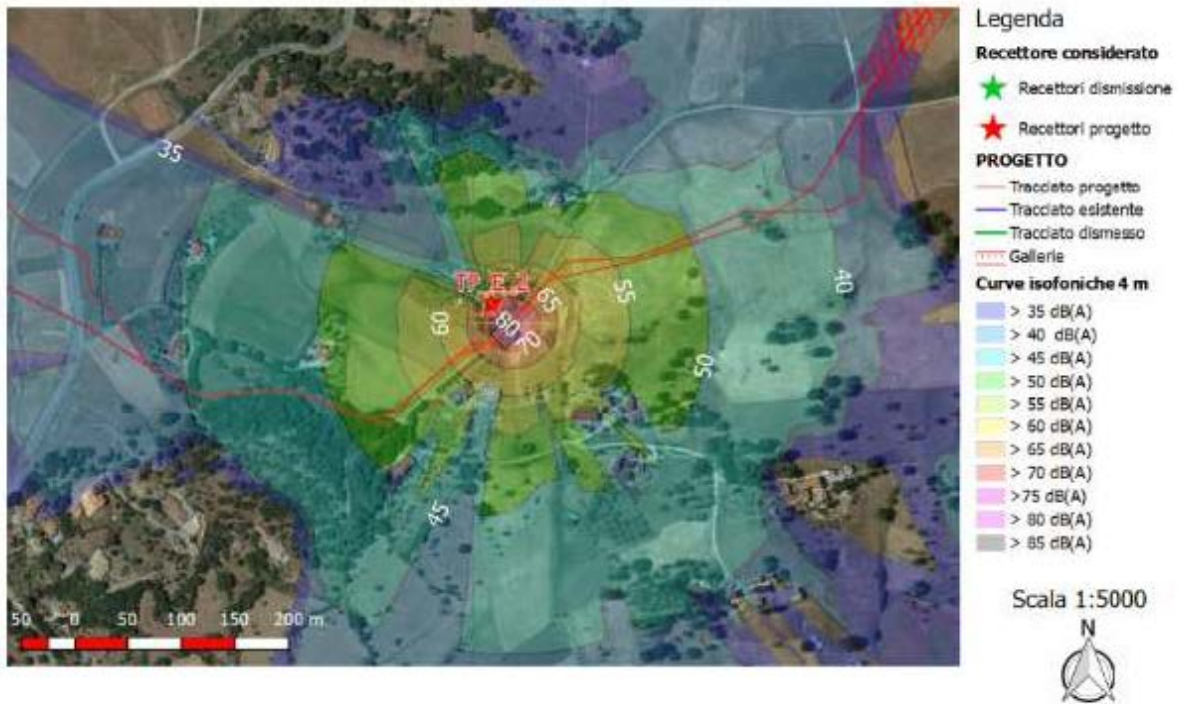 Legenda
Recettore considerato
Recettori dismissione
Recettori progetto
PROGETTO
Tracciato progetto
Tracciato esistente
Tracciato dismesso
Gallerie
Curve isofoniche 4 m
> 35 dB(A)
> 40 dB(A)
> 45 dB(A)
> 50 dB(A)
> 55 dB(A)
> 60 dB(A)
> 65 dB(A)
> 70 dB(A)
>75 dB(A)
> 80 dB(A)
> 85 dB(A)
Scala 1:5000
N
35
40
TP_E_2
65
55
60
80
70
50
45
50 0 50 100 150 200 m